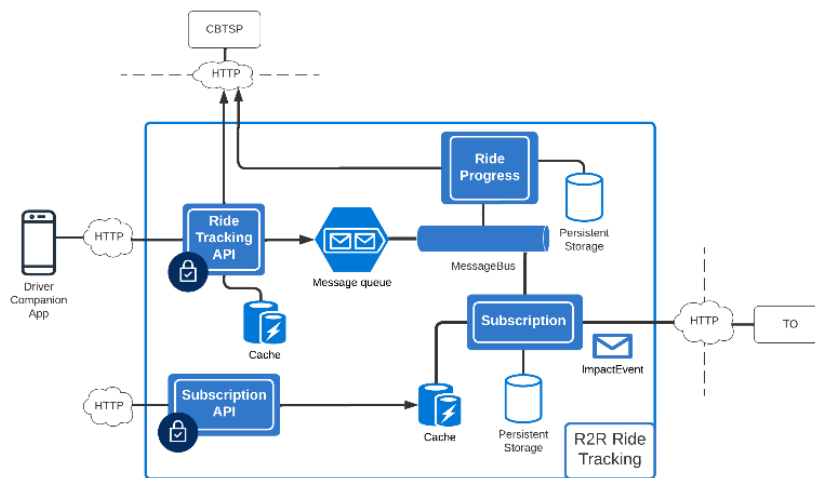 CBTSP
HTTP
Ride
Progress
Persistent
Storage
Ride
Tracking
API
HTTP
Message queue
MessageBus
Driver
Companion
App
Cache
Subscription
HTTP
TO
ImpactEvent
HTTP
Subscription
API
Cache
Persistent
Storage
R2R Ride
Tracking